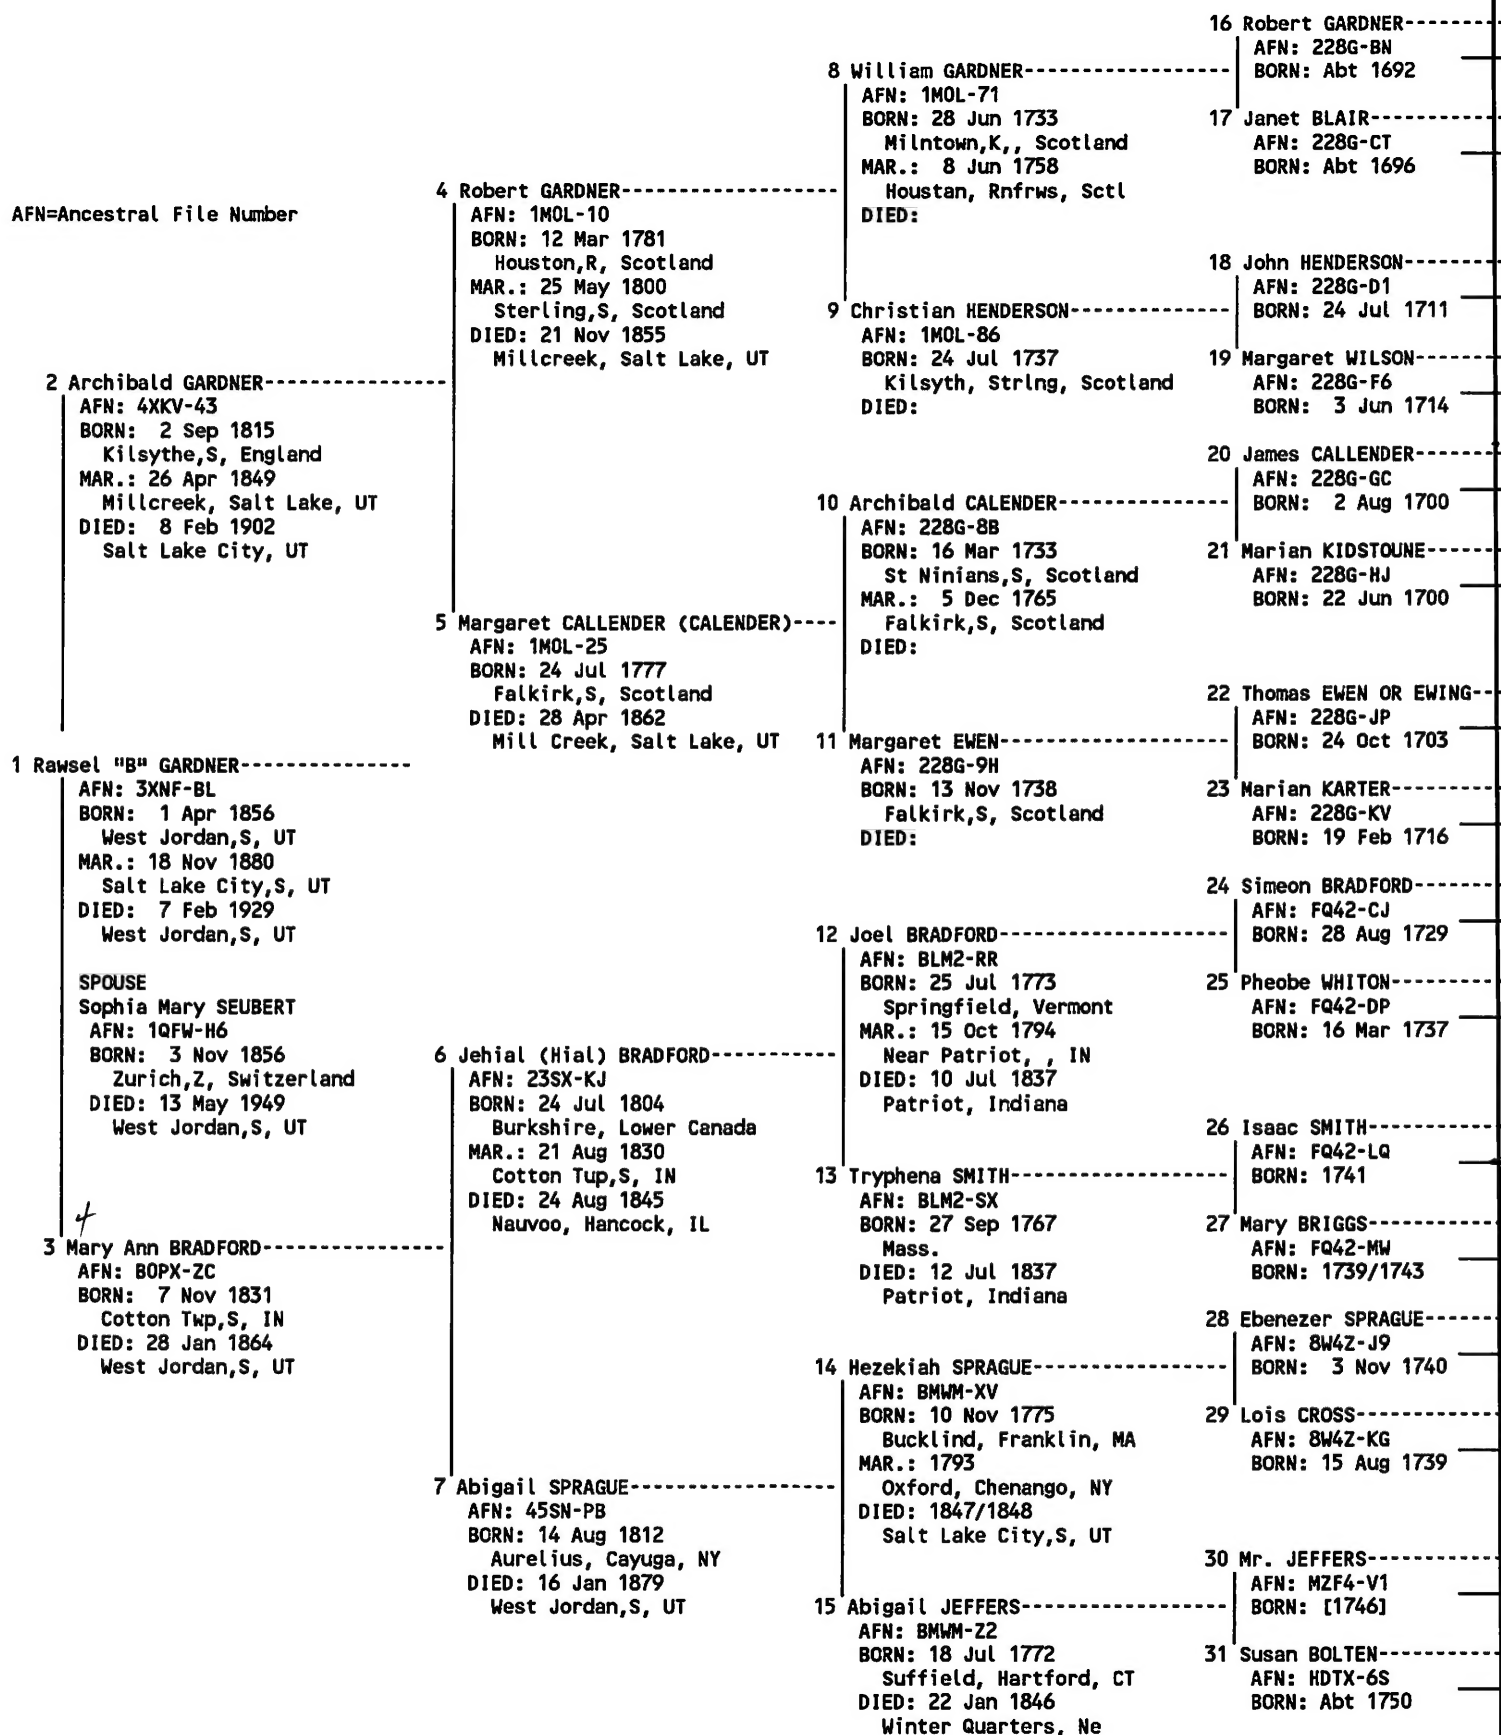 AFN=Ancestral File Number
1 Rawsel "B" GARDNER--------------
AFN: 3XNF-BL
BORN: 1 Apr 1856
West Jordan,S, UT
MAR.: 18 Nov 1880
Salt Lake City,S, UT
DIED: 7 Feb 1929
West Jordan,S, UT
SPOUSE
Sophia Mary SEUBERT
AFN: 1QFW-H6
BORN: 3 Nov 1856
Zurich,Z, Switzerland
DIED: 13 May 1949
West Jordan,S, UT
2 Archibald GARDNER---------------
AFN: 4XKV-43
BORN: 2 Sep 1815
Kilsythe,S, England
MAR.: 26 Apr 1849
Millcreek, Salt Lake, UT
DIED: 8 Feb 1902
Salt Lake City, UT
3 Mary Ann BRADFORD---------------
AFN: BOPX-ZC
BORN: 7 Nov 1831
Cotton Twp,S, IN
DIED: 28 Jan 1864
West Jordan,S, UT
4 Robert GARDNER------------------
AFN: 1MOL-10
BORN: 12 Mar 1781
Houston,R, Scotland
MAR.: 25 May 1800
Sterling,S, Scotland
DIED: 21 Nov 1855
Millcreek, Salt Lake, UT
5 Margaret CALLENDER (CALENDER)----
AFN: 1MOL-25
BORN: 24 Jul 1777
Falkirk,S, Scotland
DIED: 28 Apr 1862
Mill Creek, Salt Lake, UT
6 Jehial (Hial) BRADFORD----------
AFN: 23SX-KJ
BORN: 24 Jul 1804
Burkshire, Lower Canada
MAR.: 21 Aug 1830
Cotton Tup,S, IN
DIED: 24 Aug 1845
Nauvoo, Hancock, IL
7 Abigail SPRAGUE-----------------
AFN: 45SN-PB
BORN: 14 Aug 1812
Aurelius, Cayuga, NY
DIED: 16 Jan 1879
West Jordan,S, UT
8 William GARDNER-----------------
AFN: 1MOL-71
BORN: 28 Jun 1733
Milntown,K,, Scotland
MAR.: 8 Jun 1758
Houstan, Rnfrws, Sctl
DIED:
9 Christian HENDERSON-------------
AFN: 1MOL-86
BORN: 24 Jul 1737
Kilsyth, Strlng, Scotland
DIED:
10 Archibald CALENDER--------------
AFN: 228G-8B
BORN: 16 Mar 1733
St Ninians,S, Scotland
MAR.: 5 Dec 1765
Falkirk,S, Scotland
DIED:
11 Margaret EWEN-------------------
AFN: 228G-9H
BORN: 13 Nov 1738
Falkirk,S, Scotland
DIED:
12 Joel BRADFORD-------------------
AFN: BLM2-RR
BORN: 25 Jul 1773
Springfield, Vermont
MAR.: 15 Oct 1794
Near Patriot, , IN
DIED: 10 Jul 1837
Patriot, Indiana
13 Tryphena SMITH------------------
AFN: BLM2-SX
BORN: 27 Sep 1767
Mass.
DIED: 12 Jul 1837
Patriot, Indiana
14 Hezekiah SPRAGUE----------------
AFN: BMWM-XV
BORN: 10 Nov 1775
Bucklind, Franklin, MA
MAR.: 1793
Oxford, Chenango, NY
DIED: 1847/1848
Salt Lake City,S, UT
15 Abigail JEFFERS-----------------
AFN: BMWM-Z2
BORN: 18 Jul 1772
Suffield, Hartford, CT
DIED: 22 Jan 1846
Winter Quarters, Ne
16 Robert GARDNER-------
AFN: 228G-BN
BORN: Abt 1692
17 Janet BLAIR----------
AFN: 228G-CT
BORN: Abt 1696
18 John HENDERSON-------
AFN: 228G-D1
BORN: 24 Jul 1711
19 Margaret WILSON------
AFN: 228G-F6
BORN: 3 Jun 1714
20 James CALLENDER------
AFN: 228G-GC
BORN: 2 Aug 1700
21 Marian KIDSTOUNE-----
AFN: 228G-HJ
BORN: 22 Jun 1700
22 Thomas EWEN OR EWING--
AFN: 228G-JP
BORN: 24 Oct 1703
23 Marian KARTER--------
AFN: 228G-KV
BORN: 19 Feb 1716
24 Simeon BRADFORD------
AFN: FQ42-CJ
BORN: 28 Aug 1729
25 Pheobe WHITON--------
AFN: FQ42-DP
BORN: 16 Mar 1737
26 Isaac SMITH----------
AFN: FQ42-LQ
BORN: 1741
27 Mary BRIGGS----------
AFN: FQ42-MW
BORN: 1739/1743
28 Ebenezer SPRAGUE-----
AFN: 8W4Z-J9
BORN: 3 Nov 1740
29 Lois CROSS-----------
AFN: 8W4Z-KG
BORN: 15 Aug 1739
30 Mr. JEFFERS----------
AFN: MZF4-V1
BORN: [1746]
31 Susan BOLTEN---------
AFN: HDTX-6S
BORN: Abt 1750